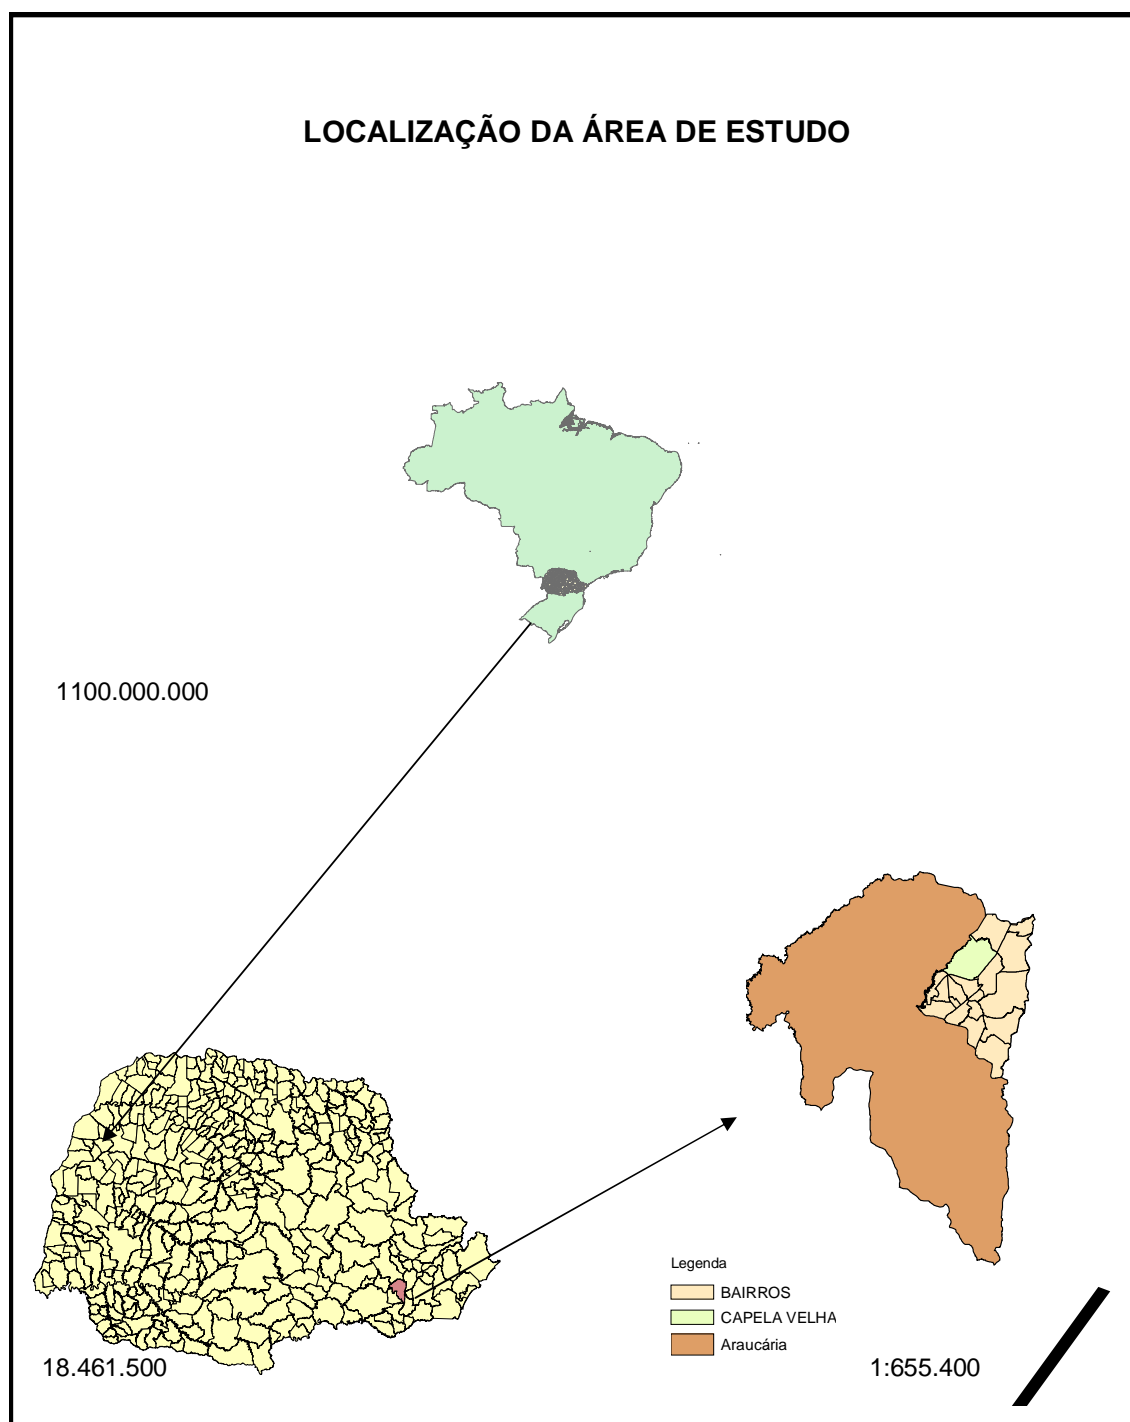 LOCALIZAÇÃO DA ÁREA DE ESTUDO
1100.000.000
Legenda
BAIRROS
CAPELA VELHA
Araucária
18.461.500
1:655.400